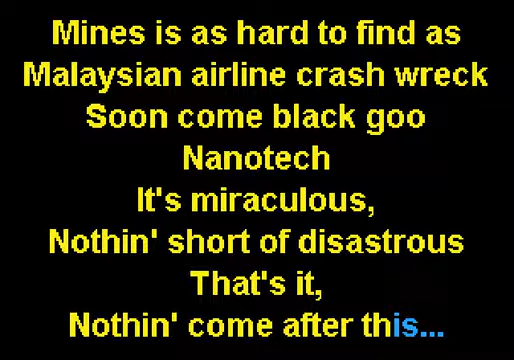 Mines is as hard to find as
Malaysian airline crash wreck
Soon come black goo
Nanotech
It's miraculous,
Nothin' short of disastrous
That's it,
Nothin' come after this...